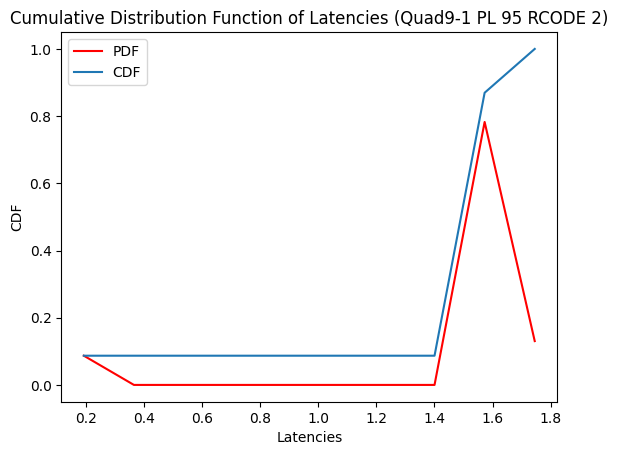 Cumulative Distribution Function of Latencies (Quad9-1 PL 95 RCODE 2)
PDF
CDF
1.0
0.8
0.6
0.4
0.2
0.0
CDF
0.2 0.4 0.6 0.8 1.0 1.2 1.4 1.6 1.8
Latencies